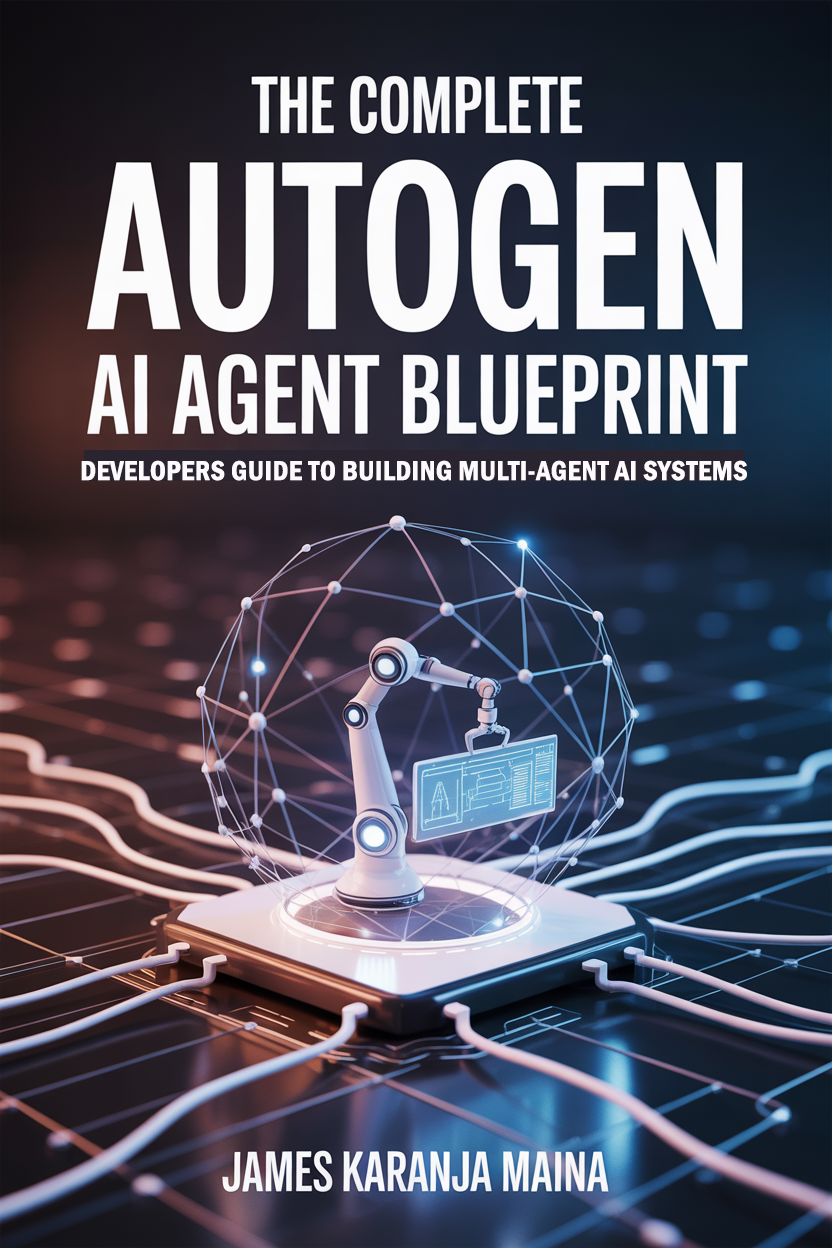 THE COMPLETE
AUTOGEN
AI AGENT BLUEPRINT
DEVELOPERS GUIDE TO BUILDING MULTI-AGENT AI SYSTEMS
JAMES KARANJA MAINA